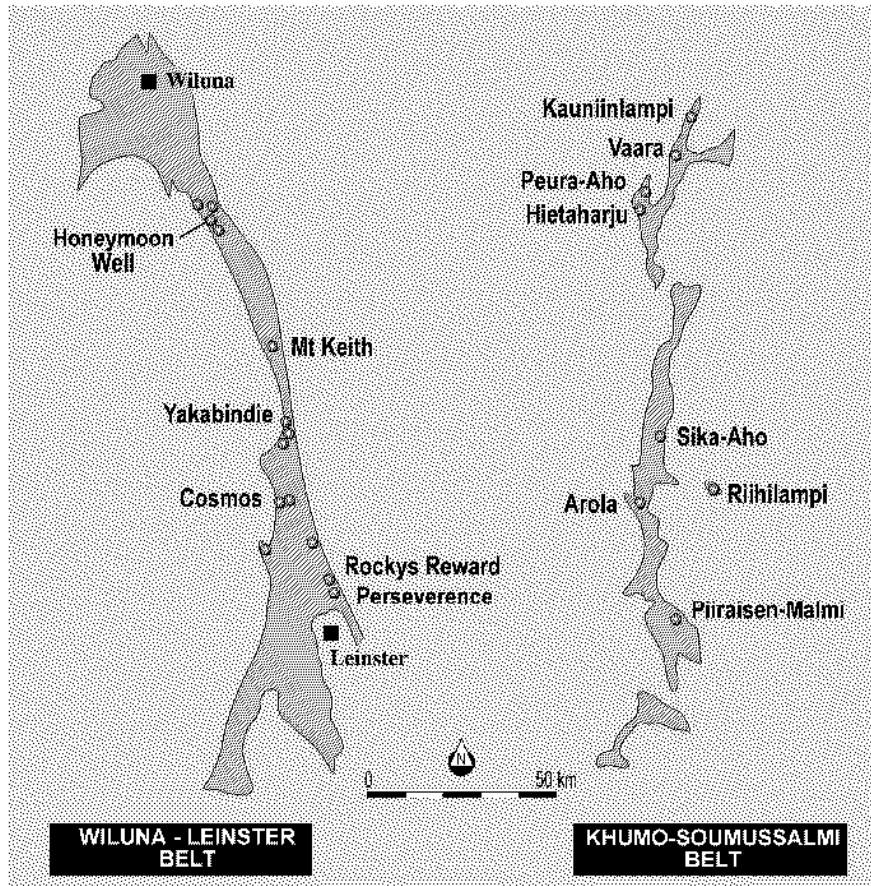 Wiluna
Honeymoon
Well
Mt Keith
Yakabindie
Cosmos
Rockys Reward
Perseverence
Leinster
Kauniinlampi
Vaara
Peura-Aho
Hietaharju
Sika-Aho
Riihilampi
Arola
Piiraisen-Malmi
N
0 50 km
WILUNA - LEINSTER
BELT
KHUMO-SOUMUSSALMI
BELT